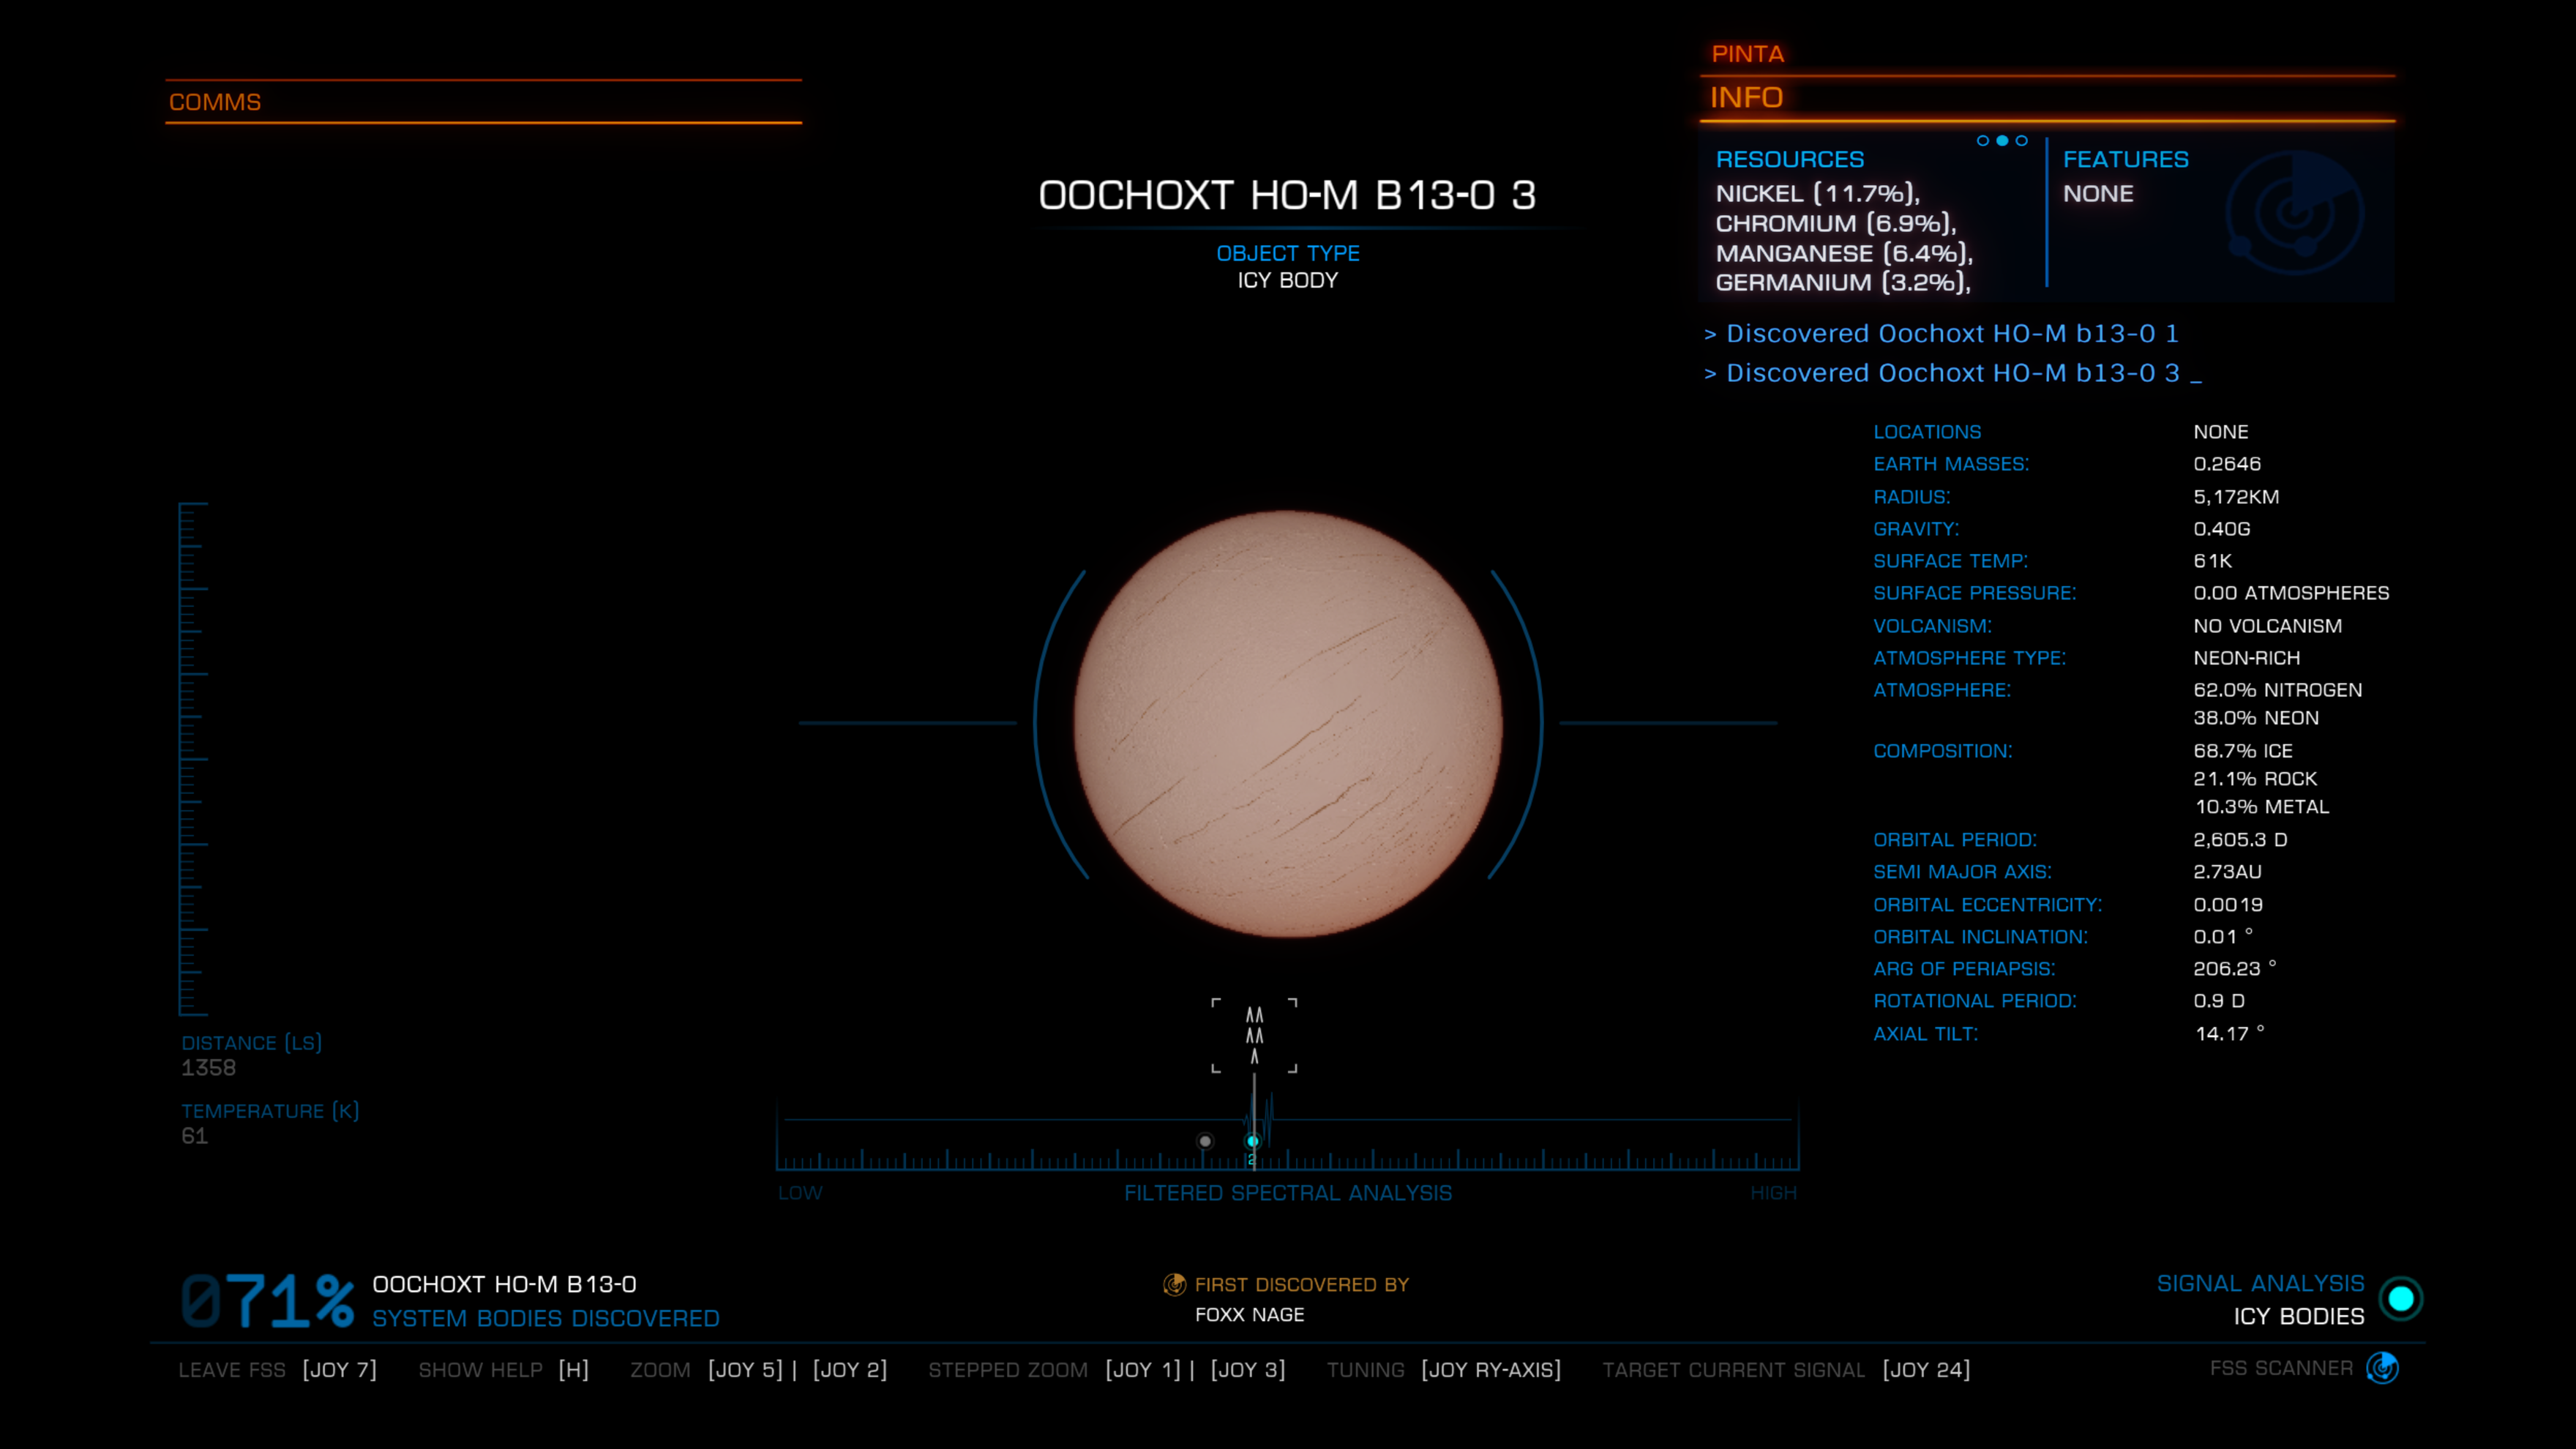 PINTA
COMMS
INFO
RESOURCES
NICKEL (11.7%),
CHROMIUM (6.9%),
MANGANESE (6.4%),
GERMANIUM (3.2%),
FEATURES
NONE
OOCHOXT HO-M B13-0 3
OBJECT TYPE
ICY BODY
> Discovered Oochoxt HO-M b13-0 1
> Discovered Oochoxt HO-M b13-0 3 _
LOCATIONS NONE
EARTH MASSES: 0.2646
RADIUS: 5,172KM
GRAVITY: 0.40G
SURFACE TEMP: 61K
SURFACE PRESSURE: 0.00 ATMOSPHERES
VOLCANISM: NO VOLCANISM
ATMOSPHERE TYPE: NEON-RICH
ATMOSPHERE: 62.0% NITROGEN
38.0% NEON
COMPOSITION: 68.7% ICE
21.1% ROCK
10.3% METAL
ORBITAL PERIOD: 2,605.3 D
SEMI MAJOR AXIS: 2.73AU
ORBITAL ECCENTRICITY: 0.0019
ORBITAL INCLINATION: 0.01 °
ARG OF PERIAPSIS: 206.23 °
ROTATIONAL PERIOD: 0.9 D
AXIAL TILT: 14.17 °
DISTANCE (LS)
1358
TEMPERATURE (K)
61
2
LOW FILTERED SPECTRAL ANALYSIS HIGH
071% OOCHOXT HO-M B13-0
SYSTEM BODIES DISCOVERED
FIRST DISCOVERED BY
FOXX NAGE
SIGNAL ANALYSIS
ICY BODIES
LEAVE FSS [JOY 7] SHOW HELP [H] ZOOM [JOY 5] | [JOY 2] STEPPED ZOOM [JOY 1] | [JOY 3] TUNING [JOY RY-AXIS] TARGET CURRENT SIGNAL [JOY 24] FSS SCANNER